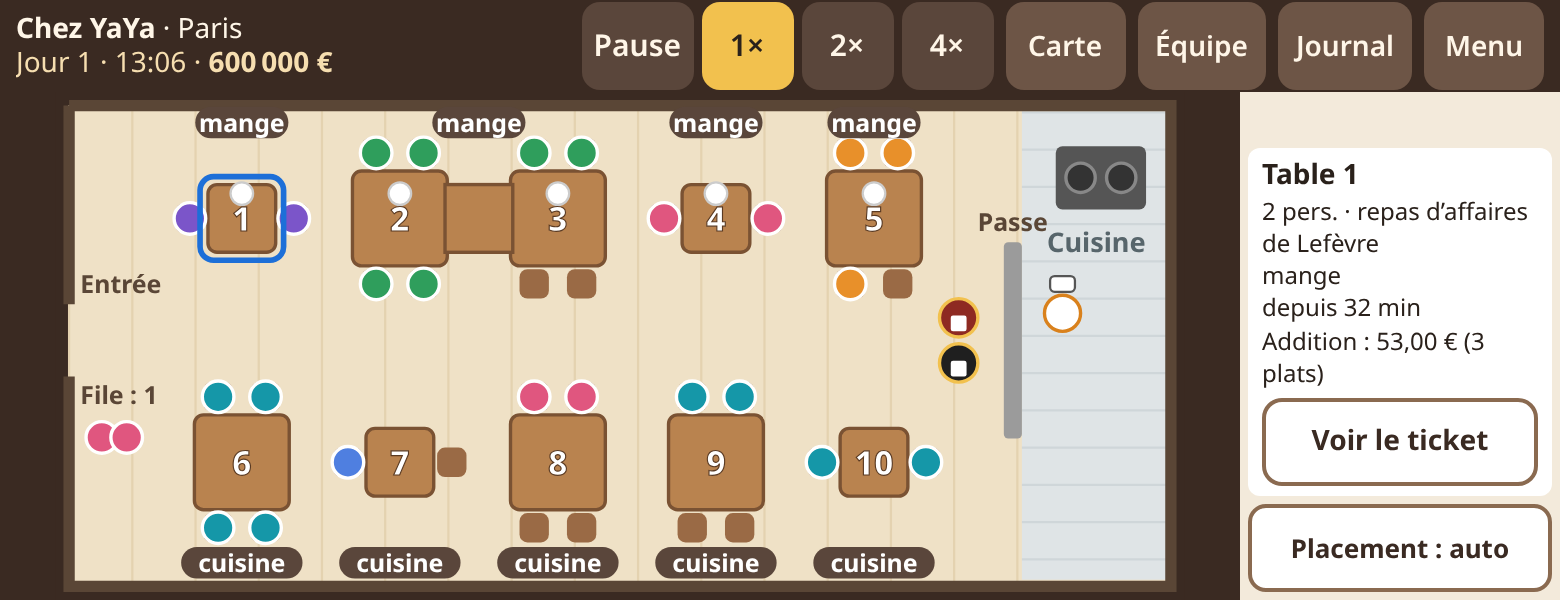 Chez YaYa · Paris
Jour 1 · 13:06 · 600 000 €
Pause
1×
2×
4×
Carte
Équipe
Journal
Menu
mange
mange
mange
mange
1
2
3
4
5
Passe
Cuisine
Entrée
File : 1
6
7
8
9
10
cuisine
cuisine
cuisine
cuisine
cuisine
Table 1
2 pers. · repas d’affaires
de Lefèvre
mange
depuis 32 min
Addition : 53,00 € (3
plats)
Voir le ticket
Placement : auto